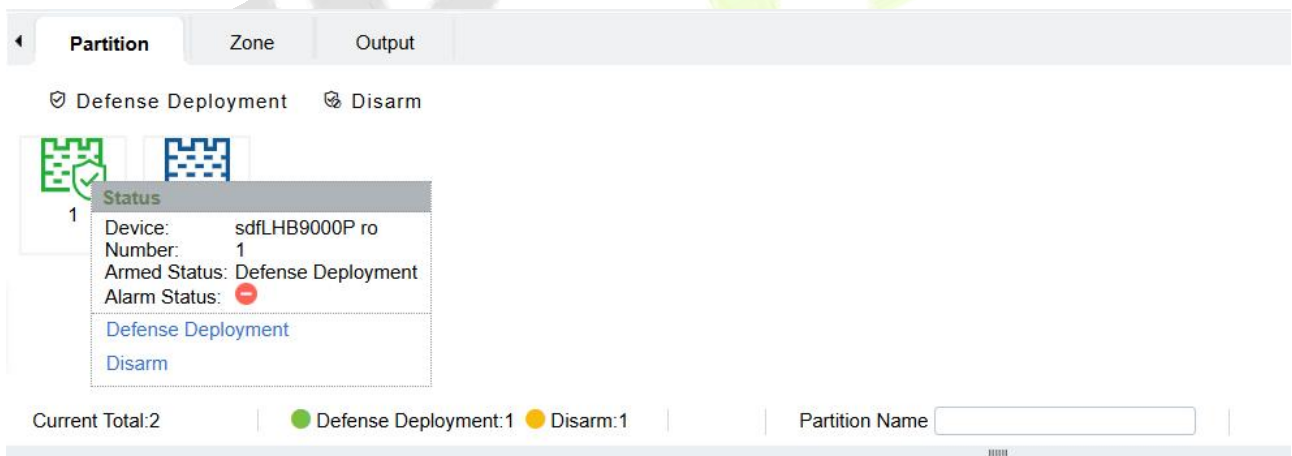 Partition Zone Output
Defense Deployment Disarm
1
Status
Device: sdfLHB9000P ro
Number: 1
Armed Status: Defense Deployment
Alarm Status:
Defense Deployment
Disarm
Current Total:2 Defense Deployment:1 Disarm:1 Partition Name